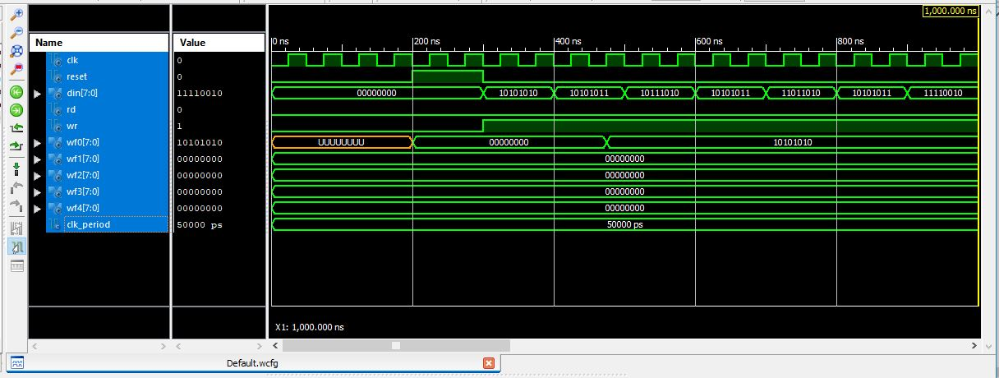 1,000.000 ns
Name Value 0 ns 200 ns 400 ns 600 ns 800 ns
clk 0
reset 0
din[7:0] 11110010 00000000 10101010 10101011 10111010 10101011 11011010 10101011 11110010
rd 0
wr 1
wf0[7:0] 10101010 UUUUUUUU 00000000 10101010
wf1[7:0] 00000000 00000000
wf2[7:0] 00000000 00000000
wf3[7:0] 00000000 00000000
wf4[7:0] 00000000 00000000
clk_period 50000 ps 50000 ps
X1: 1,000.000 ns
Default.wcfg